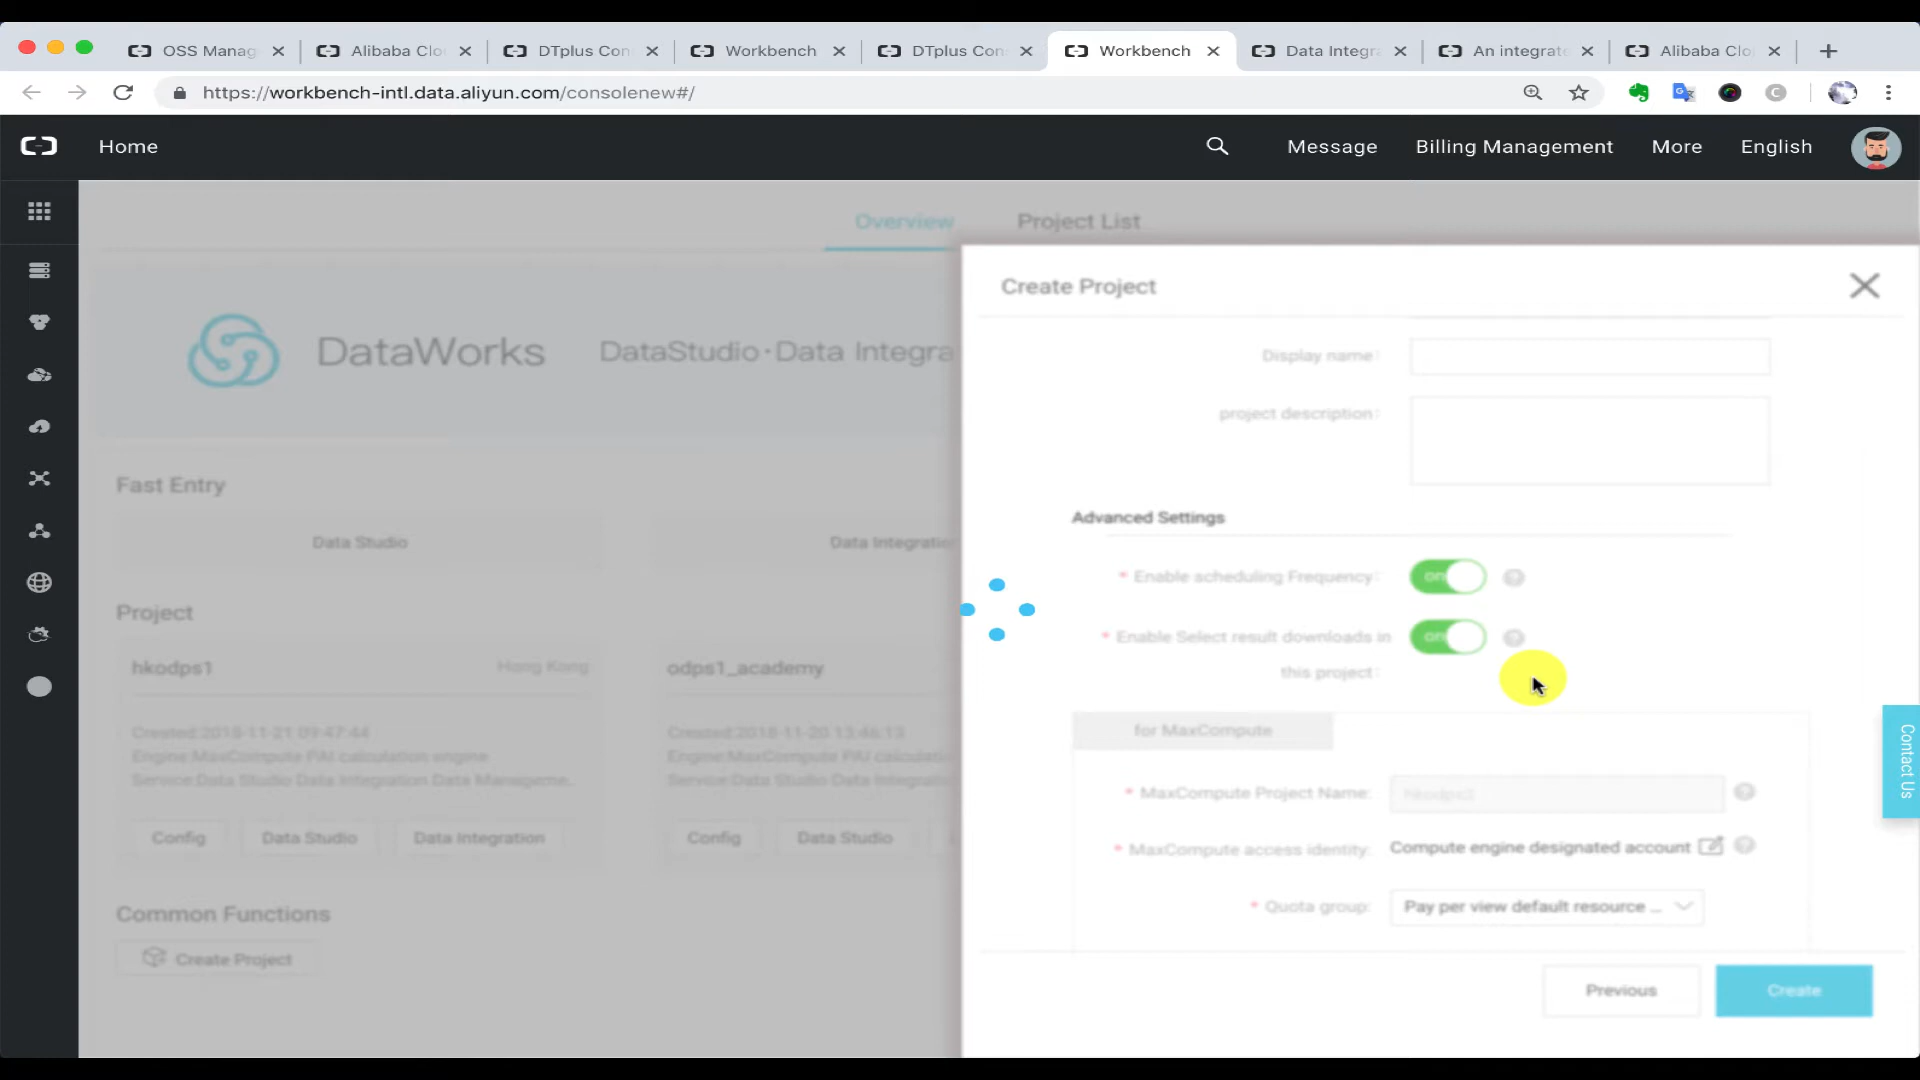 OSS Manag
Alibaba Clo
DTplus Con
Workbench
DTplus Con
Workbench
Data Integra
An integrate
Alibaba Clo
https://workbench-intl.data.aliyun.com/consolenew#/
Home
Message
Billing Management
More
English
Overview
Project List
Create Project
DataWorks
DataStudio·Data Integra
Display name:
project description:
Fast Entry
Data Studio
Data Integration
Advanced Settings
* Enable scheduling Frequency:
on
* Enable Select result downloads in
this project:
on
Project
hkodps1
Hong Kong
odps1_academy
Created:2018-11-21 09:47:44
Engine:MaxCompute PAI calculation engine
Service:Data Studio Data Integration Data Manageme..
Created:2018-11-20 13:46:13
Engine:MaxCompute PAI calculation
Service:Data Studio Data Integratio
Config
Data Studio
Data Integration
Config
Data Studio
for MaxCompute
* MaxCompute Project Name:
* MaxCompute access identity:
Compute engine designated account
* Quota group:
Pay per view default resource ...
Contact Us
Common Functions
Create Project
Previous
Create